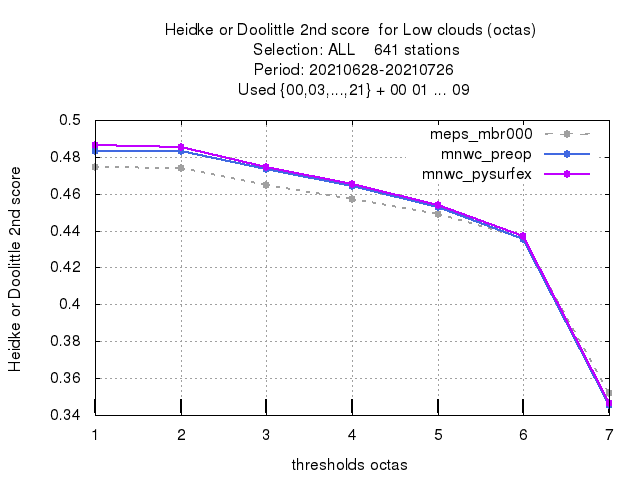 Heidke or Doolittle 2nd score  for Low clouds (octas)
Selection: ALL    641 stations
Period: 20210628-20210726
Used {00,03,...,21} + 00 01 ... 09
Heidke or Doolittle 2nd score
0.5
0.48
0.46
0.44
0.42
0.4
0.38
0.36
0.34
meps_mbr000
mnwc_preop
mnwc_pysurfex
1 2 3 4 5 6 7
thresholds octas